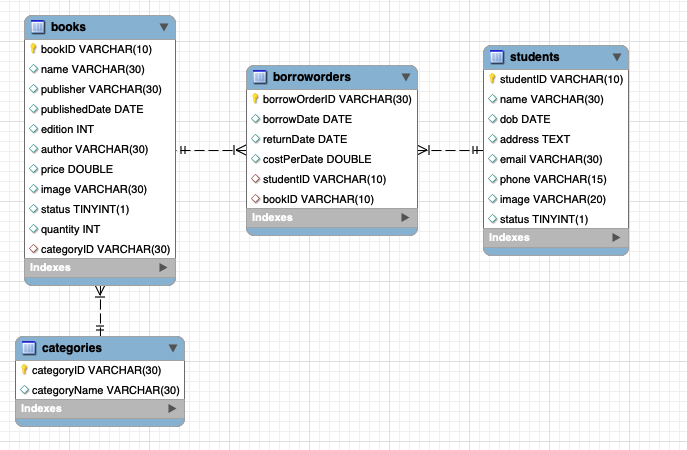 books
bookID VARCHAR(10)
name VARCHAR(30)
publisher VARCHAR(30)
publishedDate DATE
edition INT
author VARCHAR(30)
price DOUBLE
image VARCHAR(30)
status TINYINT(1)
quantity INT
categoryID VARCHAR(30)
Indexes
borroworders
borrowOrderID VARCHAR(30)
borrowDate DATE
returnDate DATE
costPerDate DOUBLE
studentID VARCHAR(10)
bookID VARCHAR(10)
Indexes
students
studentID VARCHAR(10)
name VARCHAR(30)
dob DATE
address TEXT
email VARCHAR(30)
phone VARCHAR(15)
image VARCHAR(20)
status TINYINT(1)
Indexes
categories
categoryID VARCHAR(30)
categoryName VARCHAR(30)
Indexes